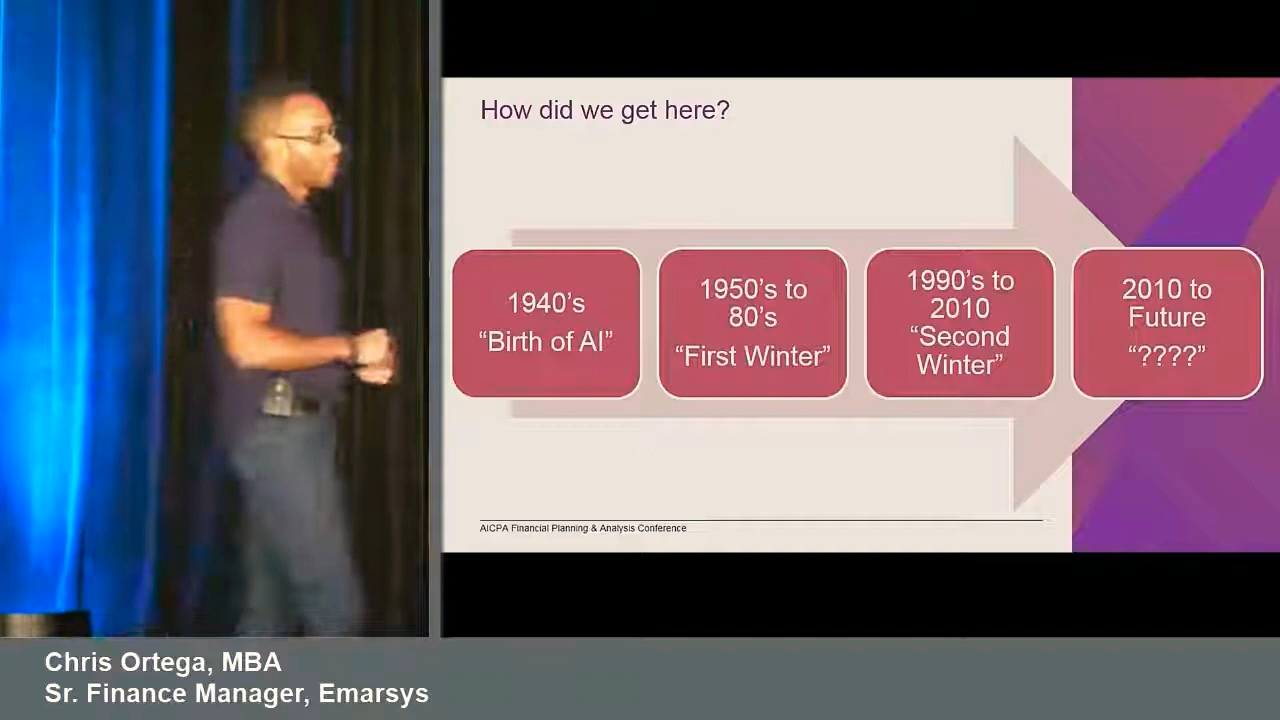 How did we get here?
1940's
“Birth of AI”
1950's to
80's
“First Winter”
1990's to
2010
“Second
Winter”
2010 to
Future
“????”
AICPA Financial Planning & Analysis Conference
Chris Ortega, MBA
Sr. Finance Manager, Emarsys